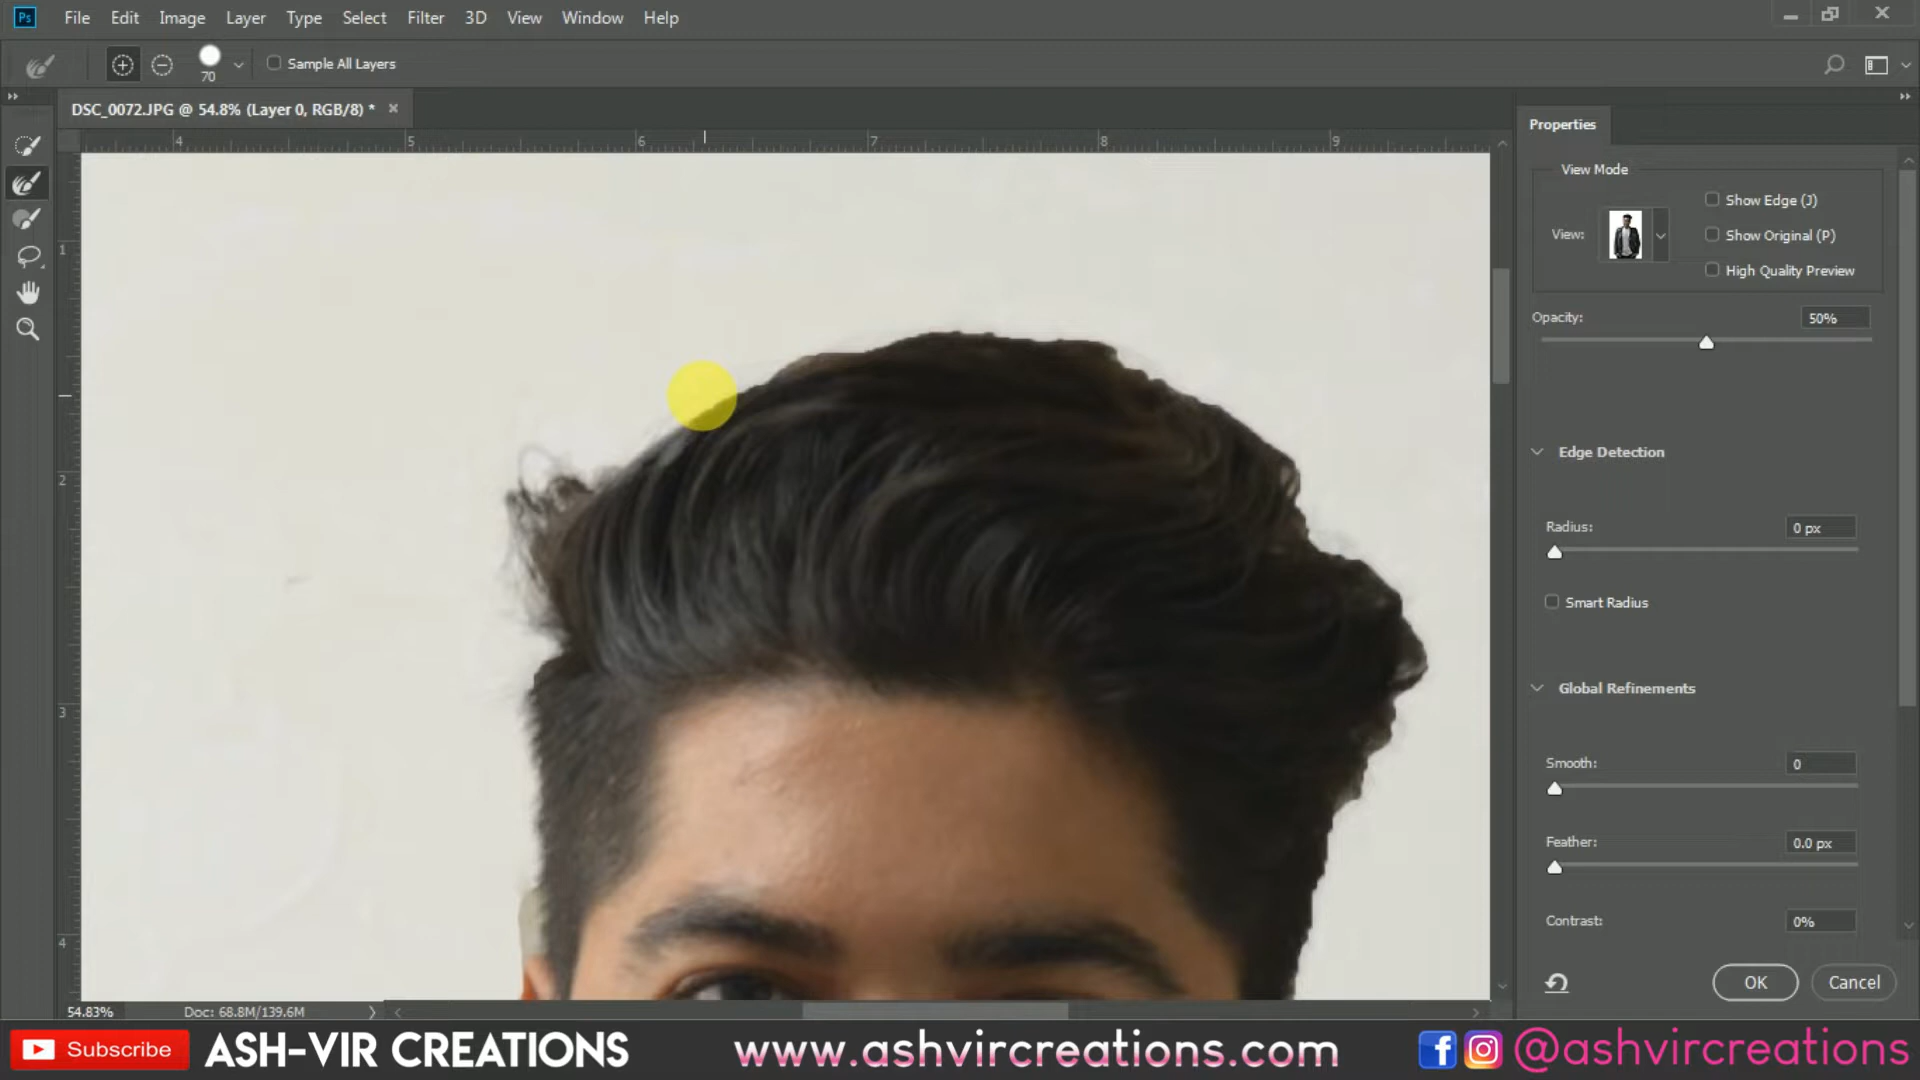 Ps File Edit Image Layer Type Select Filter 3D View Window Help
70 Sample All Layers
DSC_0072.JPG @ 54.8% (Layer 0, RGB/8) * ×
4 5 6 7 8 9
1
2
3
4
Properties
View Mode
View:
Show Edge (J)
Show Original (P)
High Quality Preview
Opacity: 50%
Edge Detection
Radius: 0 px
Smart Radius
Global Refinements
Smooth: 0
Feather: 0.0 px
Contrast: 0%
OK Cancel
54.83% Doc: 68.8M/139.6M
Subscribe ASH-VIR CREATIONS www.ashvircreations.com @ashvircreations